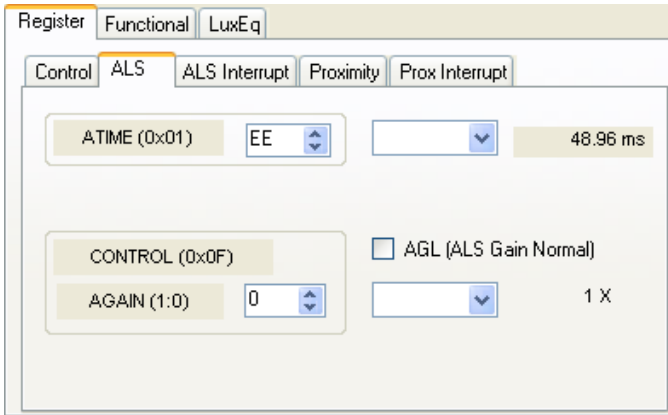 Register Functional LuxEq
Control ALS ALS Interrupt Proximity Prox Interrupt
ATIME (0x01) EE 48.96 ms
CONTROL (0x0F) AGL (ALS Gain Normal)
AGAIN (1:0) 0 1 X